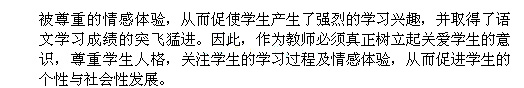 被尊重的情感体验，从而促使学生产生了强烈的学习兴趣，并取得了语
文学习成绩的突飞猛进。因此，作为教师必须真正树立起关爱学生的意
识，尊重学生人格，关注学生的学习过程及情感体验，从而促进学生的
个性与社会性发展。